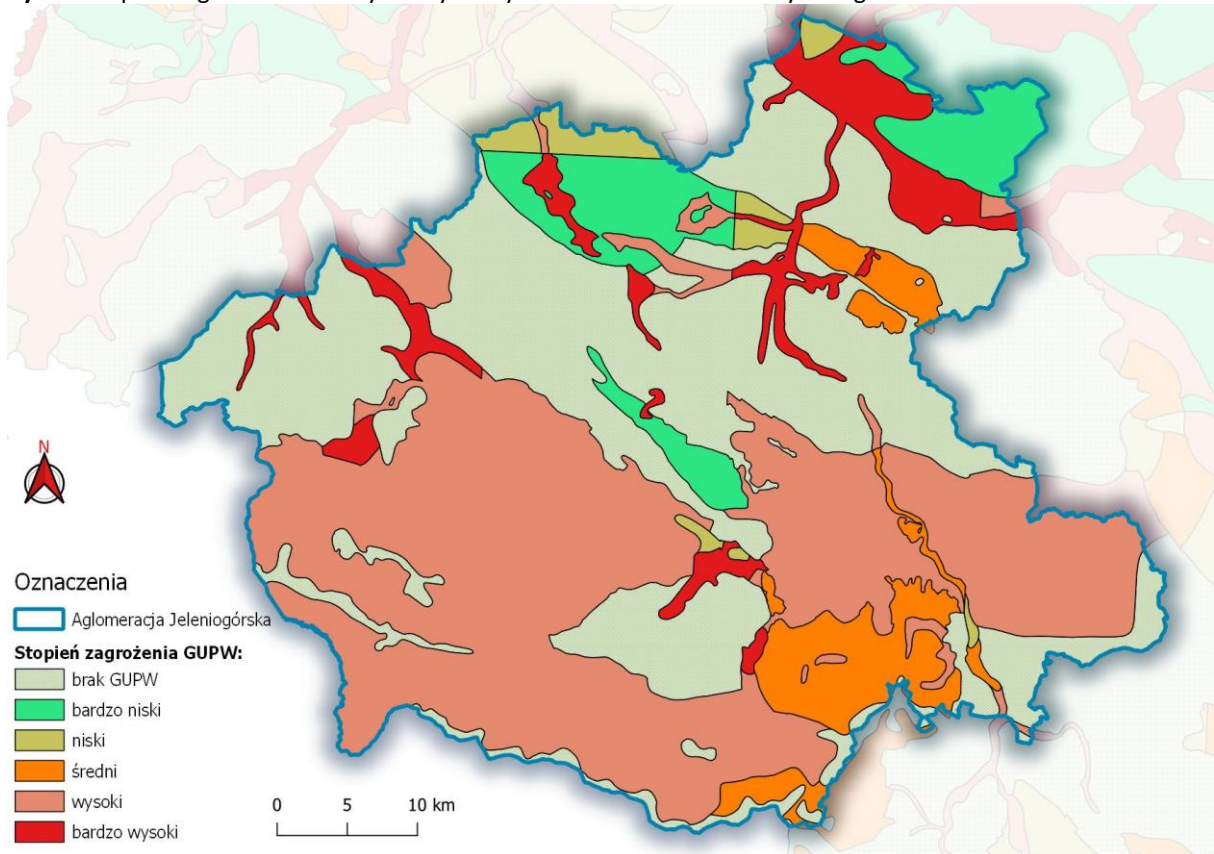 N
Oznaczenia
Aglomeracja Jeleniogórska
Stopień zagrożenia GUPW:
brak GUPW
bardzo niski
niski
średni
wysoki
bardzo wysoki
0 5 10 km